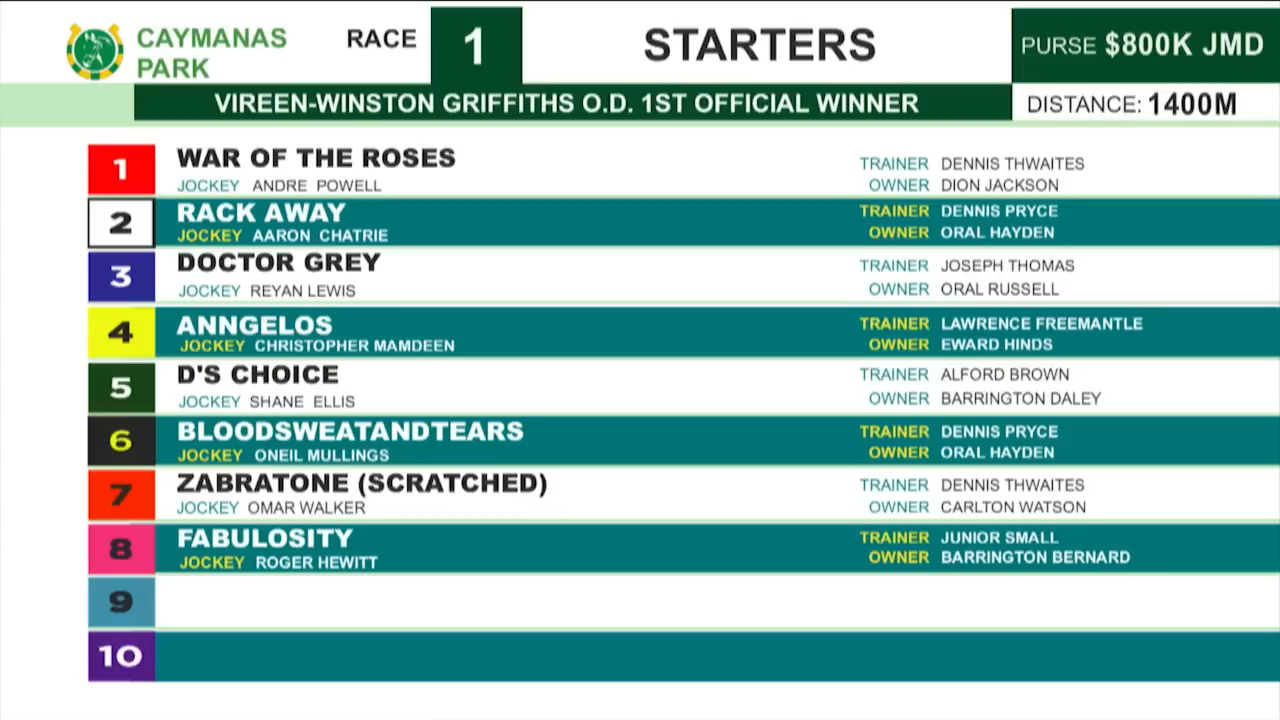 CAYMANAS PARK
RACE 1
STARTERS
PURSE $800K JMD
VIREEN-WINSTON GRIFFITHS O.D. 1ST OFFICIAL WINNER
DISTANCE: 1400M
1 WAR OF THE ROSES
JOCKEY ANDRE POWELL
TRAINER DENNIS THWAITES
OWNER DION JACKSON
2 RACK AWAY
JOCKEY AARON CHATRIE
TRAINER DENNIS PRYCE
OWNER ORAL HAYDEN
3 DOCTOR GREY
JOCKEY REYAN LEWIS
TRAINER JOSEPH THOMAS
OWNER ORAL RUSSELL
4 ANNGELOS
JOCKEY CHRISTOPHER MAMDEEN
TRAINER LAWRENCE FREEMANTLE
OWNER EWARD HINDS
5 D'S CHOICE
JOCKEY SHANE ELLIS
TRAINER ALFORD BROWN
OWNER BARRINGTON DALEY
6 BLOODSWEATANDTEARS
JOCKEY ONEIL MULLINGS
TRAINER DENNIS PRYCE
OWNER ORAL HAYDEN
7 ZABRATONE (SCRATCHED)
JOCKEY OMAR WALKER
TRAINER DENNIS THWAITES
OWNER CARLTON WATSON
8 FABULOSITY
JOCKEY ROGER HEWITT
TRAINER JUNIOR SMALL
OWNER BARRINGTON BERNARD
9
10